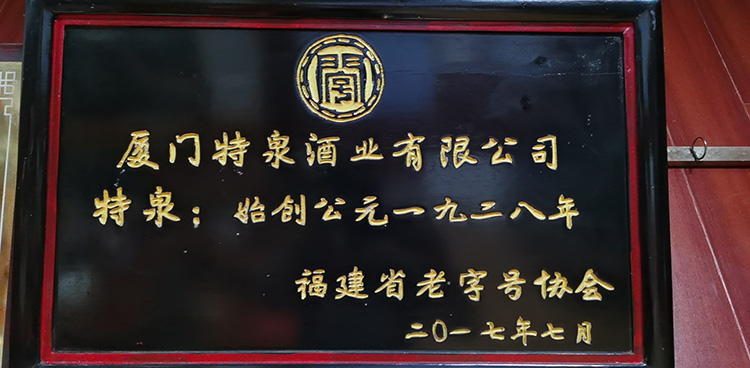 厦门特泉酒业有限公司
特泉：始创公元一九二八年
福建省老字号协会
二〇一七年七月